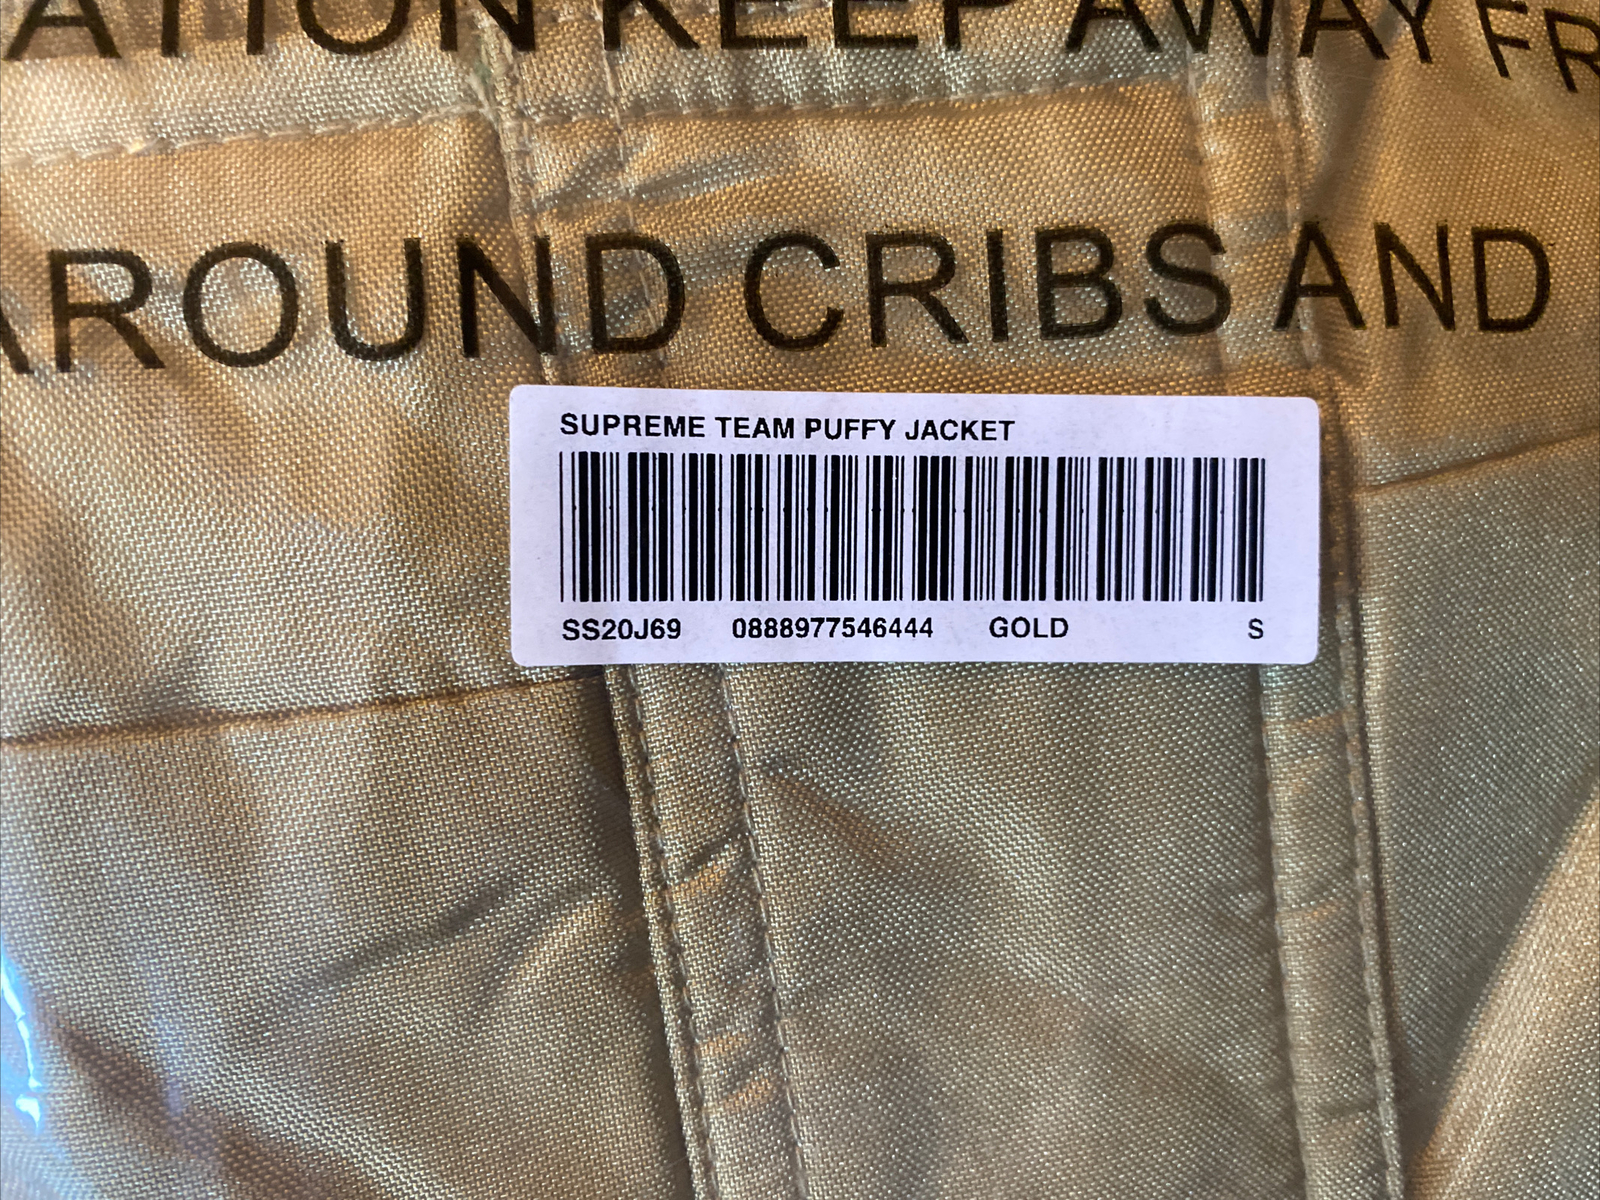 ATION KEEP AWAY FR
AROUND CRIBS AND
SUPREME TEAM PUFFY JACKET
SS20J69 0888977546444 GOLD S